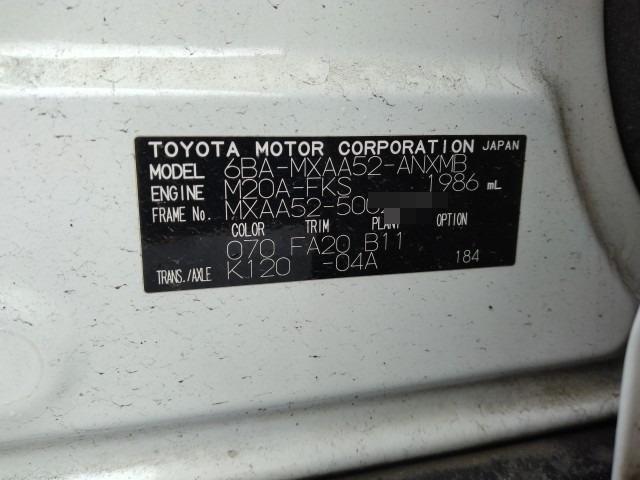 TOYOTA MOTOR CORPORATION JAPAN
MODEL 6BA-MXAA52-ANXMB
ENGINE M20A-FKS 1986 mL
FRAME No. MXAA52-500
COLOR TRIM PLANT OPTION
070 FA20 B11
TRANS./AXLE K120 -04A 184